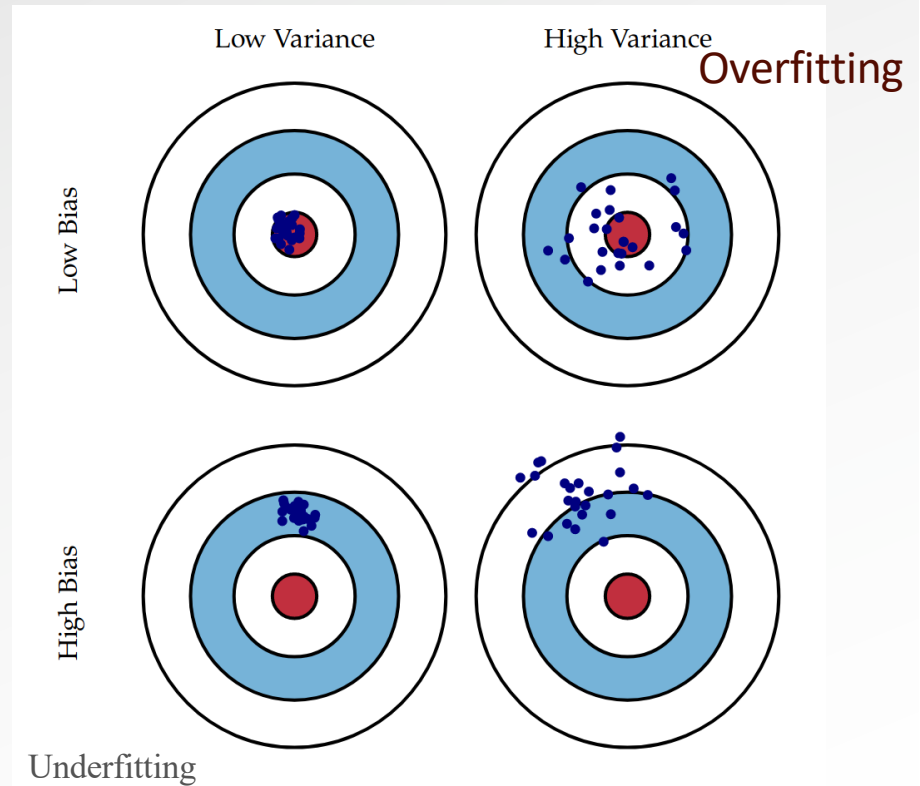 Low Variance
High Variance
Overfitting
Low Bias
High Bias
Underfitting